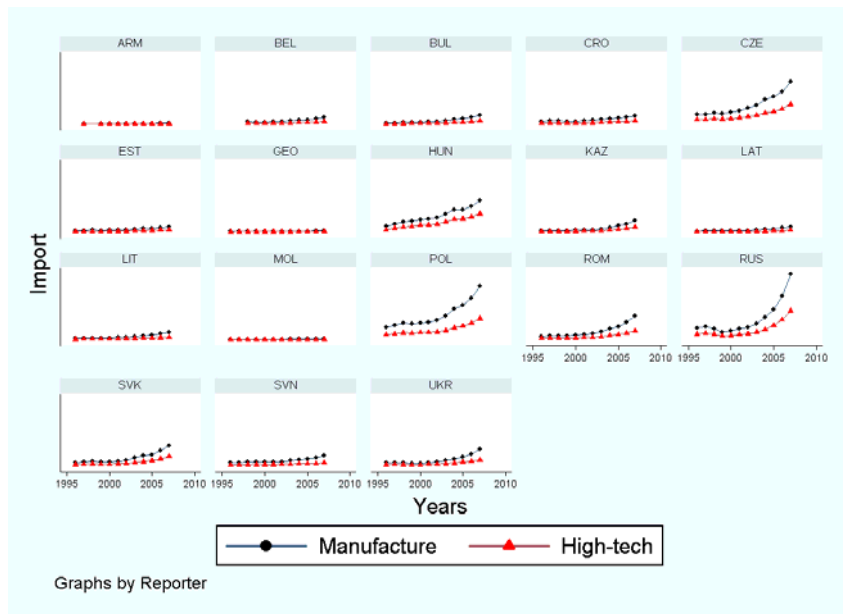 ARM BEL BUL CRO CZE
EST GEO HUN KAZ LAT
LIT MOL POL ROM RUS
1995 2000 2005 2010 1995 2000 2005 2010
SVK SVN UKR
1995 2000 2005 2010 1995 2000 2005 2010 1995 2000 2005 2010
Import
Years
Manufacture High-tech
Graphs by Reporter